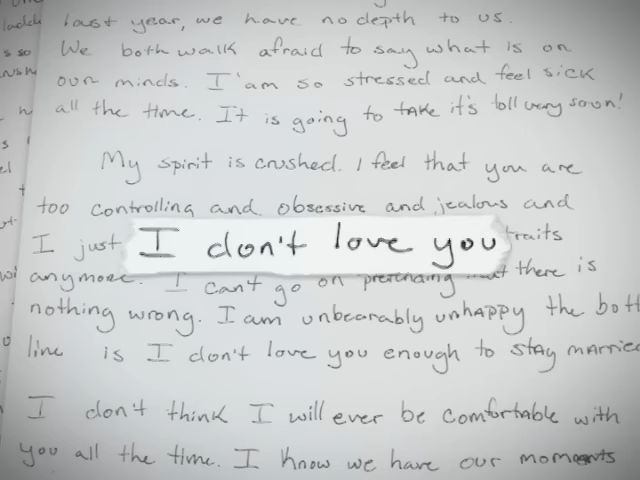 last year, we have no depth to us.
We both walk afraid to say what is on
our minds. I'am so stressed and feel sick
all the time. It is going to take it's toll very soon!
My spirit is crushed. I feel that you are
too controlling and obsessive and jealous and
I just I don't love you traits
anymore. I can't go on pretending that there is
nothing wrong. I am unbearably unhappy the bott
line is I don't love you enough to stay married
I don't think I will ever be comfortable with
you all the time. I know we have our moments